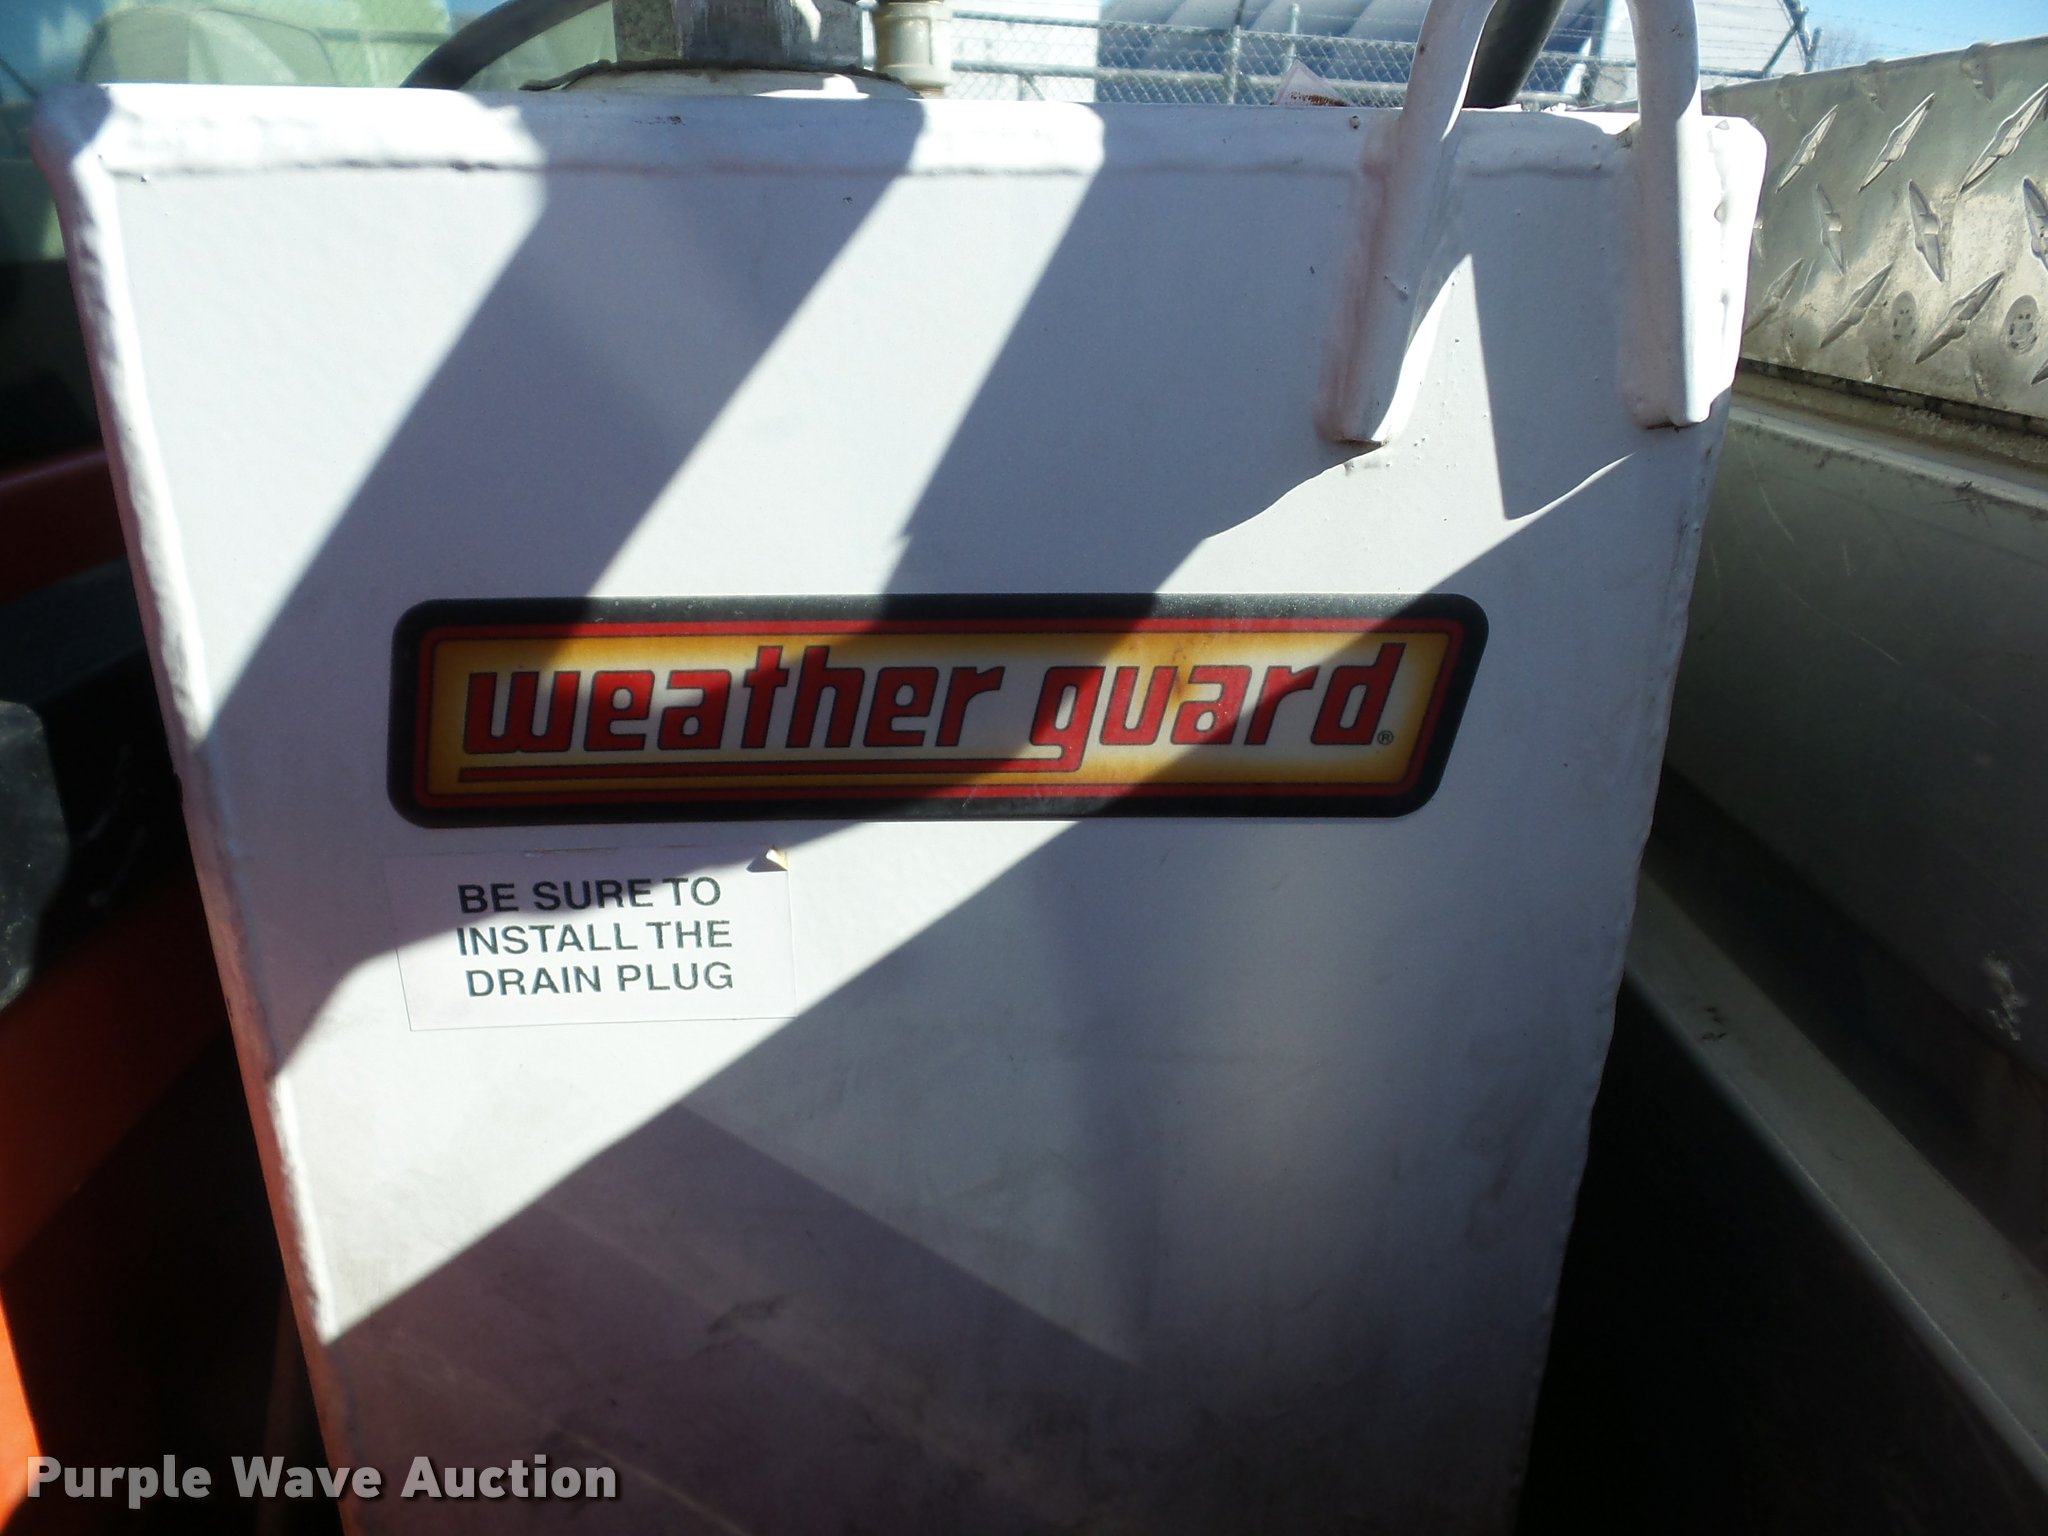 weather guard®
BE SURE TO
INSTALL THE
DRAIN PLUG
Purple Wave Auction